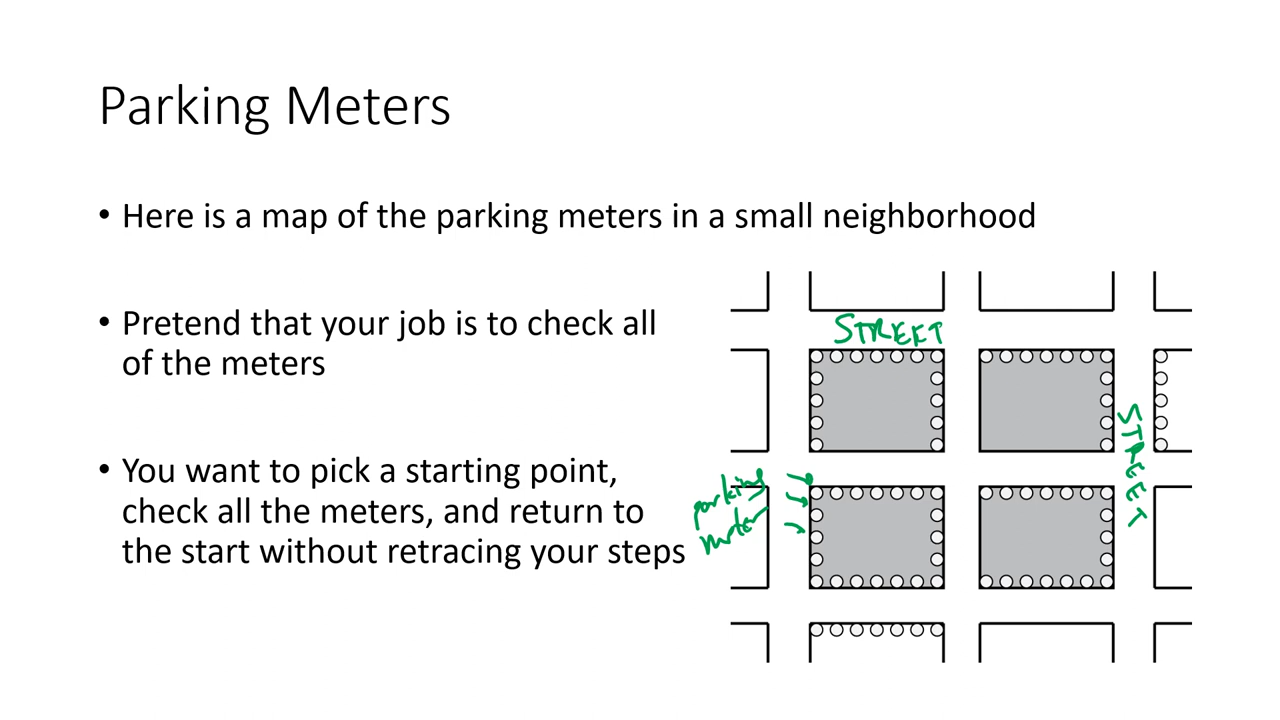 Parking Meters
• Here is a map of the parking meters in a small neighborhood
• Pretend that your job is to check all
of the meters
• You want to pick a starting point,
check all the meters, and return to
the start without retracing your steps
STREET
STREET
parking
meter